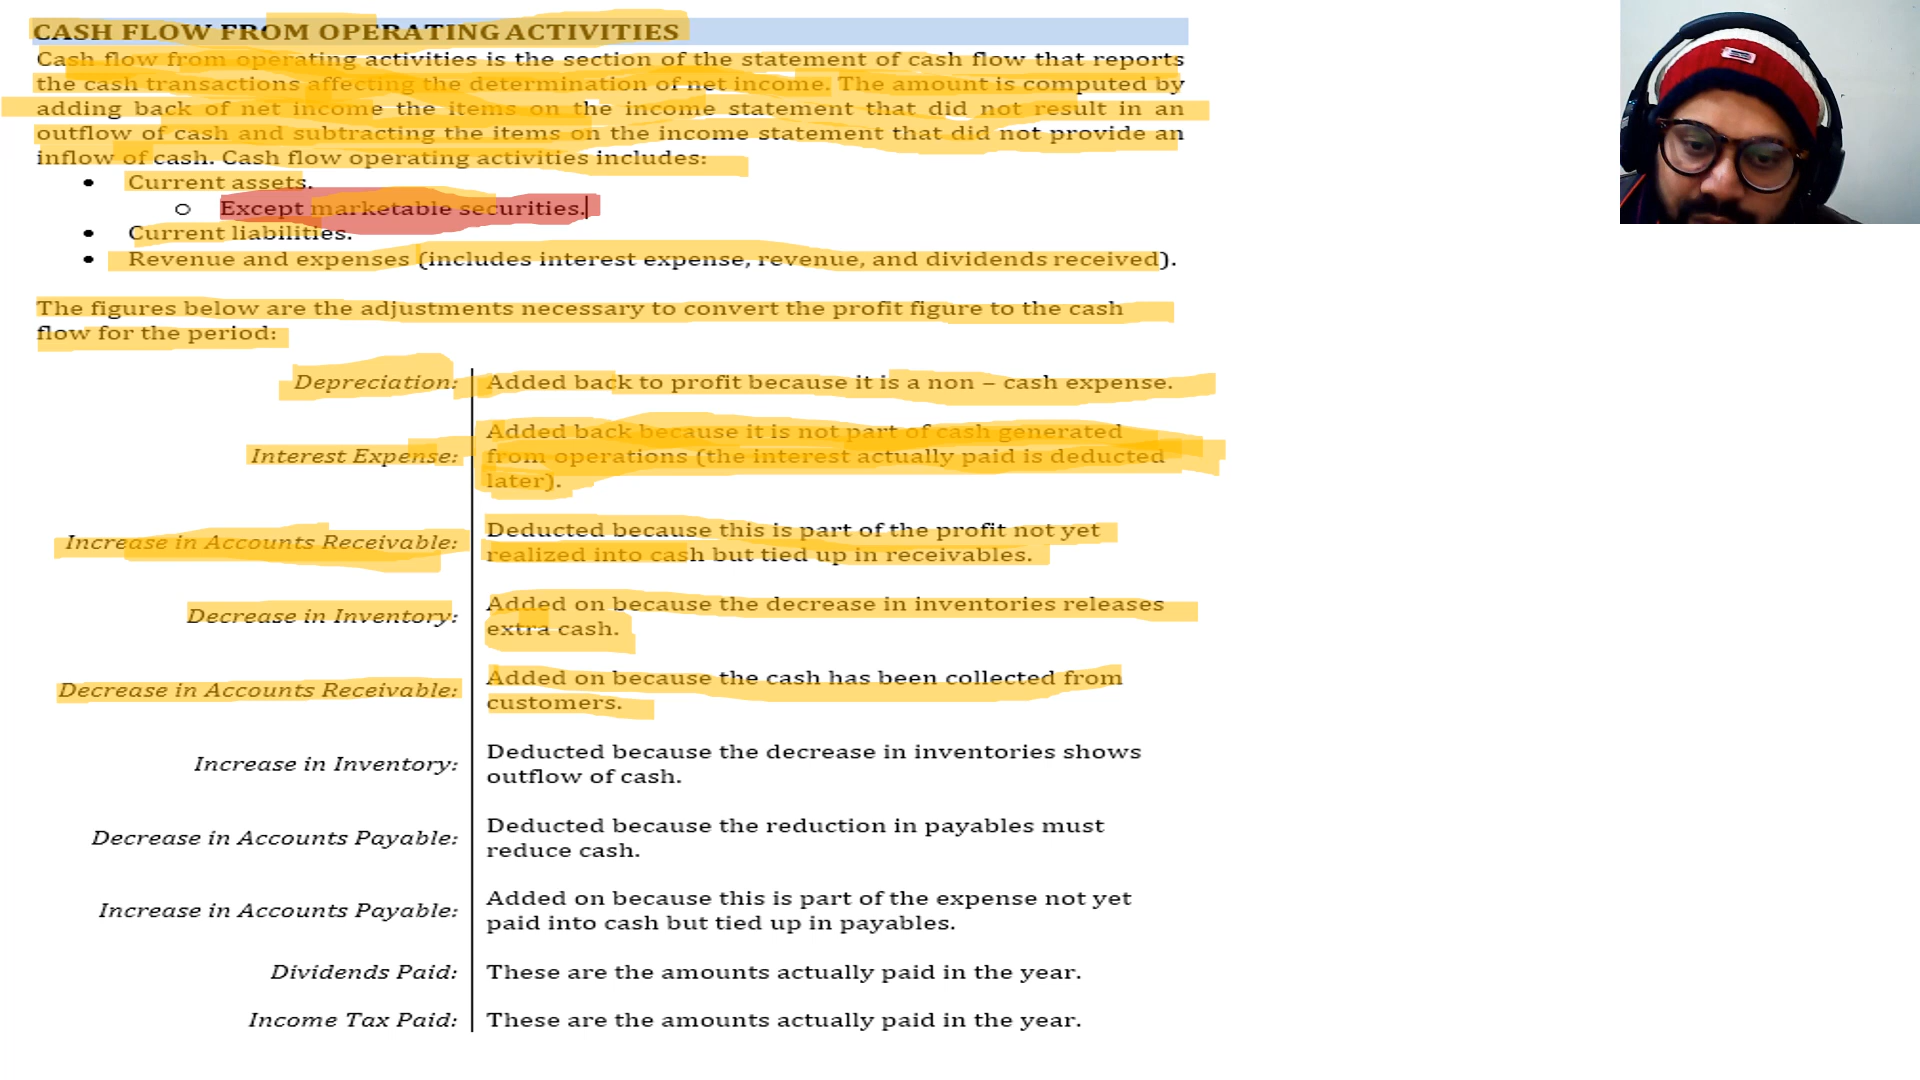 CASH FLOW FROM OPERATING ACTIVITIES
Cash flow from operating activities is the section of the statement of cash flow that reports
the cash transactions affecting the determination of net income. The amount is computed by
adding back of net income the items on the income statement that did not result in an
outflow of cash and subtracting the items on the income statement that did not provide an
inflow of cash. Cash flow operating activities includes:
• Current assets.
o Except marketable securities.
• Current liabilities.
• Revenue and expenses (includes interest expense, revenue, and dividends received).
The figures below are the adjustments necessary to convert the profit figure to the cash
flow for the period:
Depreciation: Added back to profit because it is a non – cash expense.
Interest Expense: Added back because it is not part of cash generated
from operations (the interest actually paid is deducted
later).
Increase in Accounts Receivable: Deducted because this is part of the profit not yet
realized into cash but tied up in receivables.
Decrease in Inventory: Added on because the decrease in inventories releases
extra cash.
Decrease in Accounts Receivable: Added on because the cash has been collected from
customers.
Increase in Inventory: Deducted because the decrease in inventories shows
outflow of cash.
Decrease in Accounts Payable: Deducted because the reduction in payables must
reduce cash.
Increase in Accounts Payable: Added on because this is part of the expense not yet
paid into cash but tied up in payables.
Dividends Paid: These are the amounts actually paid in the year.
Income Tax Paid: These are the amounts actually paid in the year.